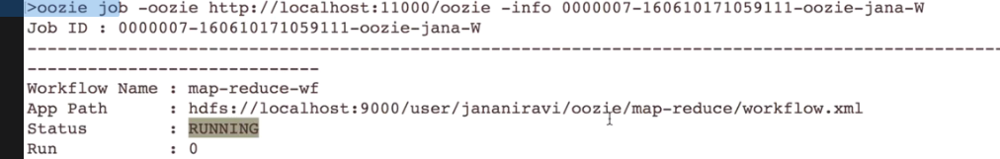 >oozie job -oozie http://localhost:11000/oozie -info 0000007-160610171059111-oozie-jana-W
Job ID : 0000007-160610171059111-oozie-jana-W
------------------------------------------------------------------------------------------------
-----------------------------
Workflow Name : map-reduce-wf
App Path      : hdfs://localhost:9000/user/jananiravi/oozie/map-reduce/workflow.xml
Status        : RUNNING
Run           : 0